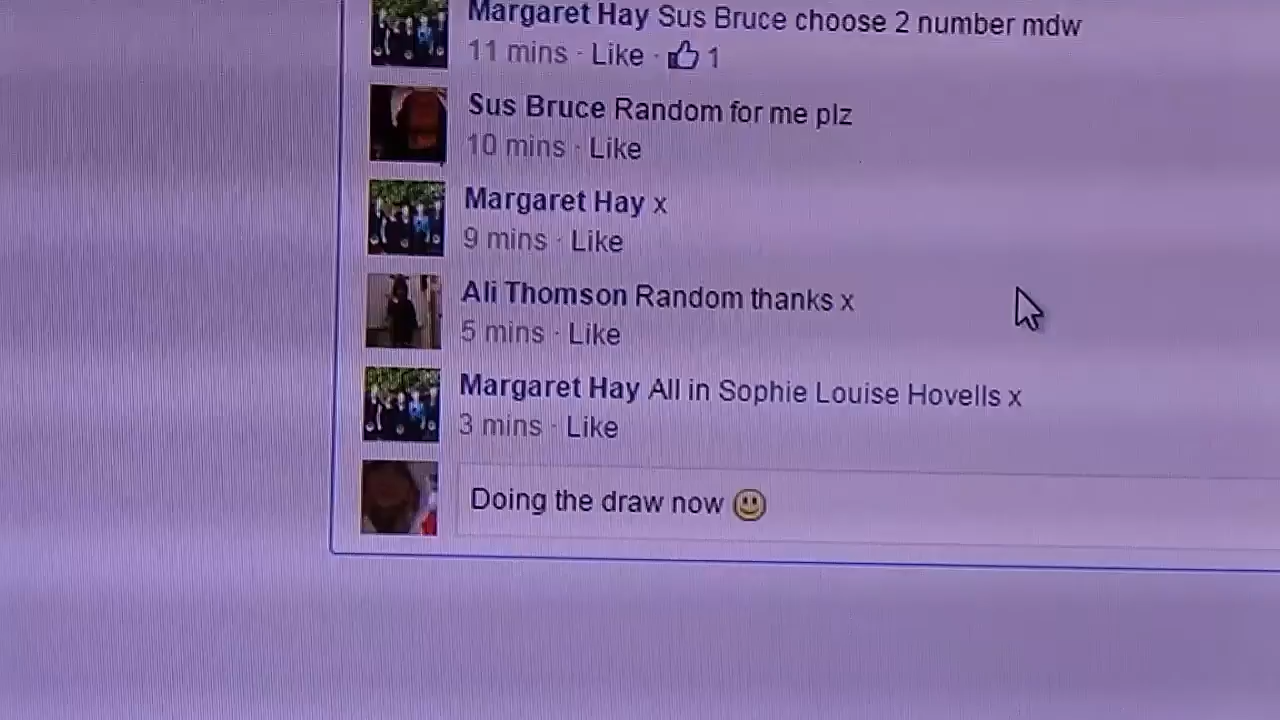 Margaret Hay Sus Bruce choose 2 number mdw
11 mins · Like · 1
Sus Bruce Random for me plz
10 mins · Like
Margaret Hay x
9 mins · Like
Ali Thomson Random thanks x
5 mins · Like
Margaret Hay All in Sophie Louise Hovells x
3 mins · Like
Doing the draw now